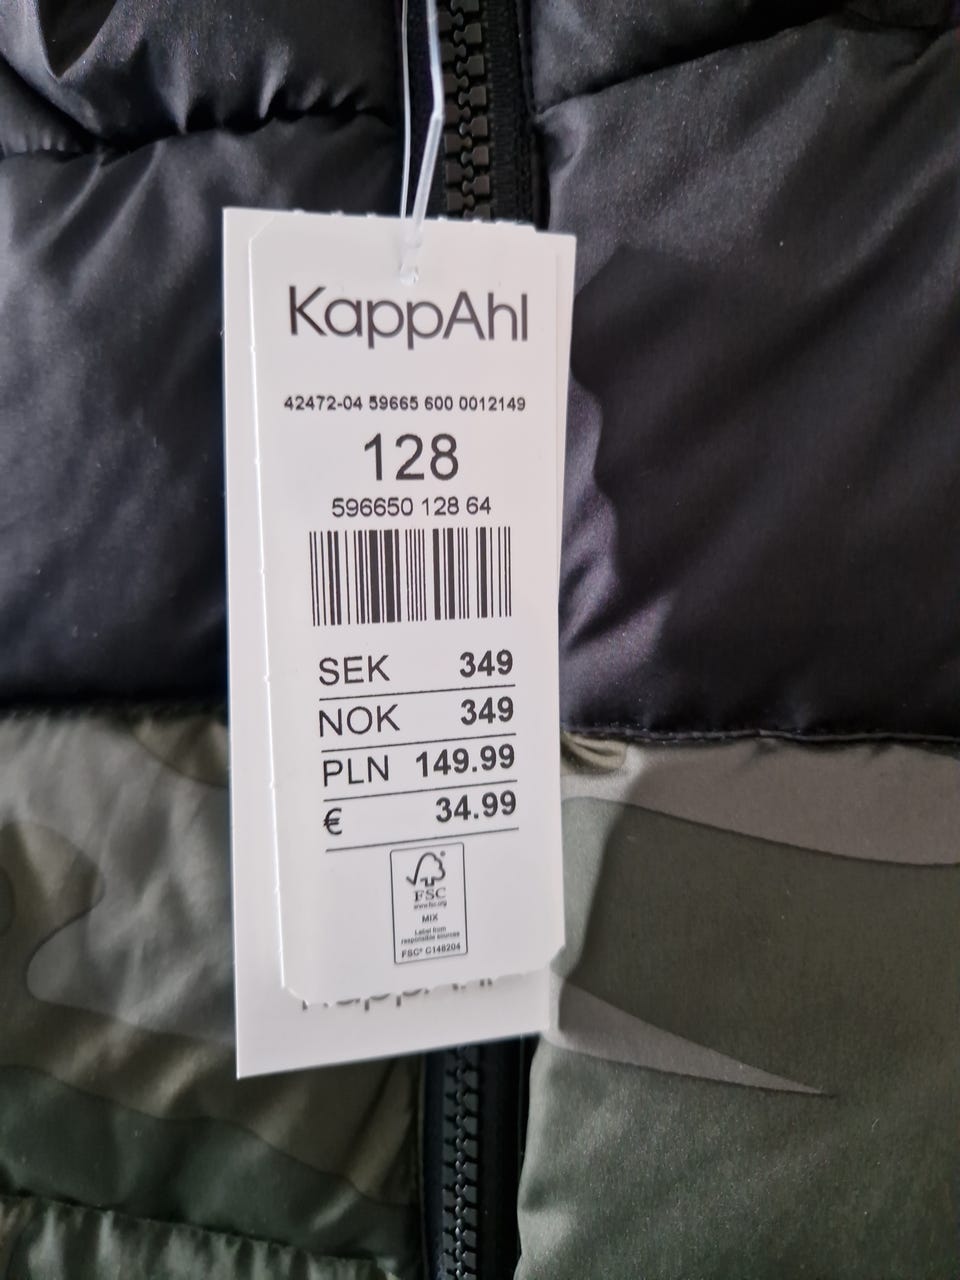 KappAhl
42472-04 59665 600 0012149
128
596650 128 64
SEK 349
NOK 349
PLN 149.99
€ 34.99
FSC
www.fsc.org
MIX
Label from
responsible sources
FSC® C148204
KappAhl